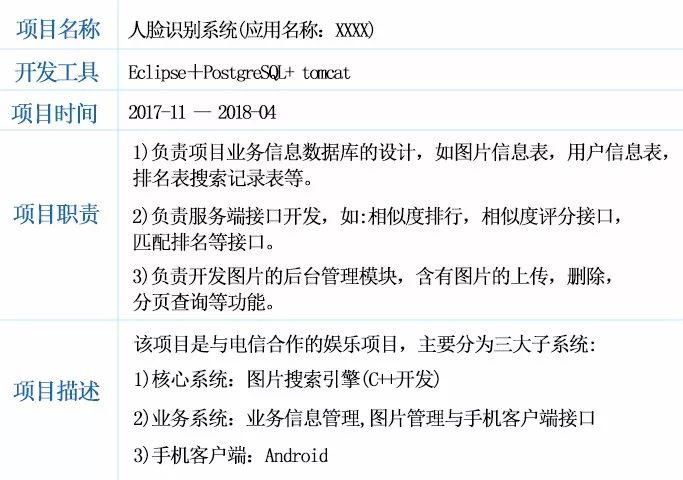 项目名称
人脸识别系统(应用名称：XXXX)
开发工具
Eclipse＋PostgreSQL+ tomcat
项目时间
2017-11 — 2018-04
项目职责
1)负责项目业务信息数据库的设计，如图片信息表，用户信息表，
排名表搜索记录表等。
2)负责服务端接口开发，如:相似度排行，相似度评分接口，
匹配排名等接口。
3)负责开发图片的后台管理模块，含有图片的上传，删除，
分页查询等功能。
项目描述
该项目是与电信合作的娱乐项目，主要分为三大子系统:
1)核心系统：图片搜索引擎(C++开发)
2)业务系统：业务信息管理,图片管理与手机客户端接口
3)手机客户端：Android